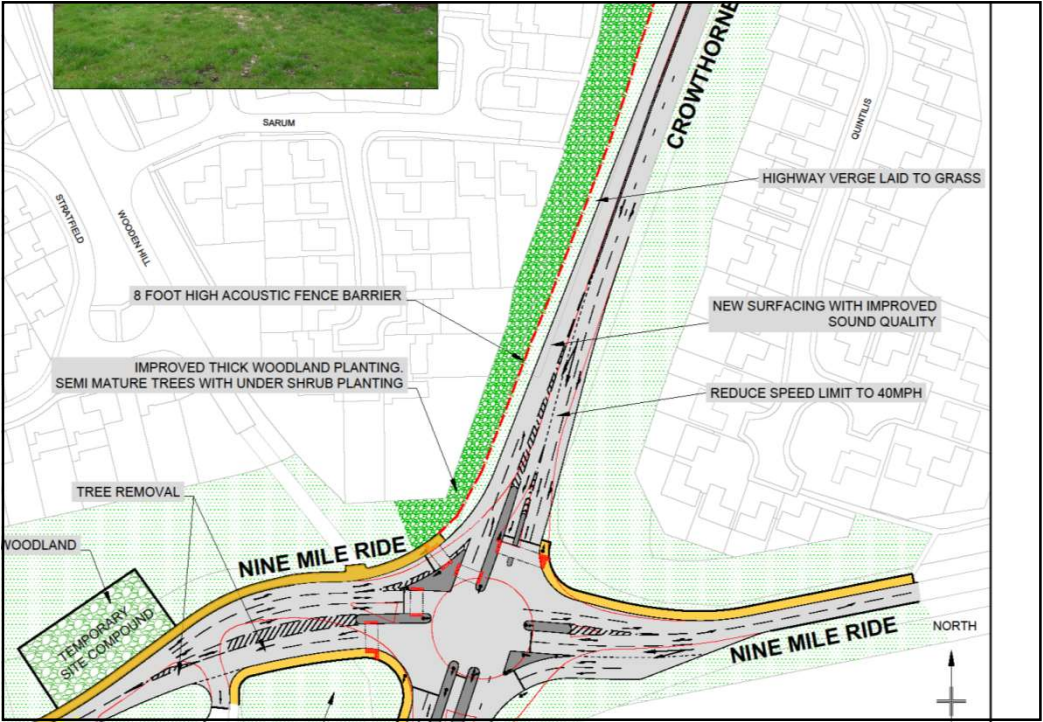 SARUM
CROWTHORNE
QUINTILIS
HIGHWAY VERGE LAID TO GRASS
STRATFIELD
WOODEN HILL
8 FOOT HIGH ACOUSTIC FENCE BARRIER
NEW SURFACING WITH IMPROVED
SOUND QUALITY
IMPROVED THICK WOODLAND PLANTING.
SEMI MATURE TREES WITH UNDER SHRUB PLANTING
REDUCE SPEED LIMIT TO 40MPH
TREE REMOVAL
WOODLAND
NINE MILE RIDE
TEMPORARY
SITE COMPOUND
NINE MILE RIDE
NORTH